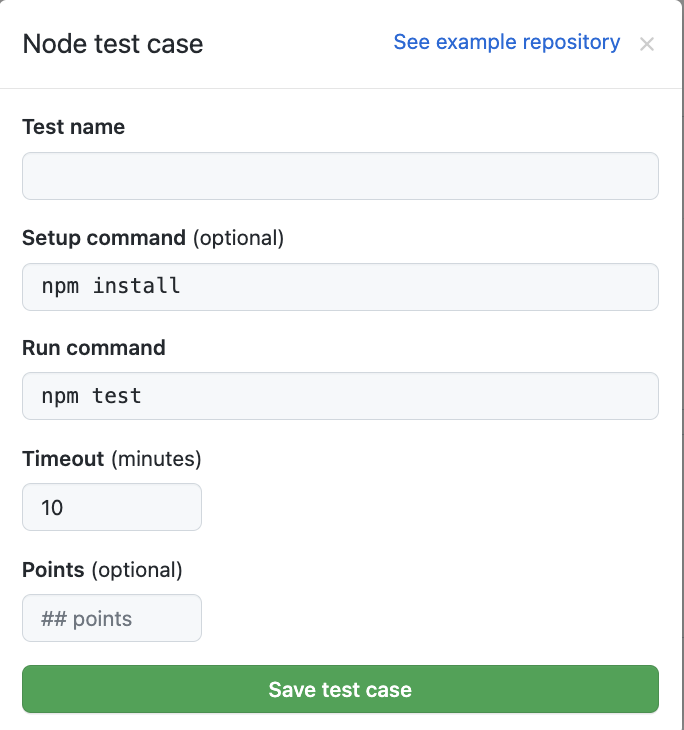 Node test case
See example repository ×
Test name
Setup command (optional)
npm install
Run command
npm test
Timeout (minutes)
10
Points (optional)
## points
Save test case